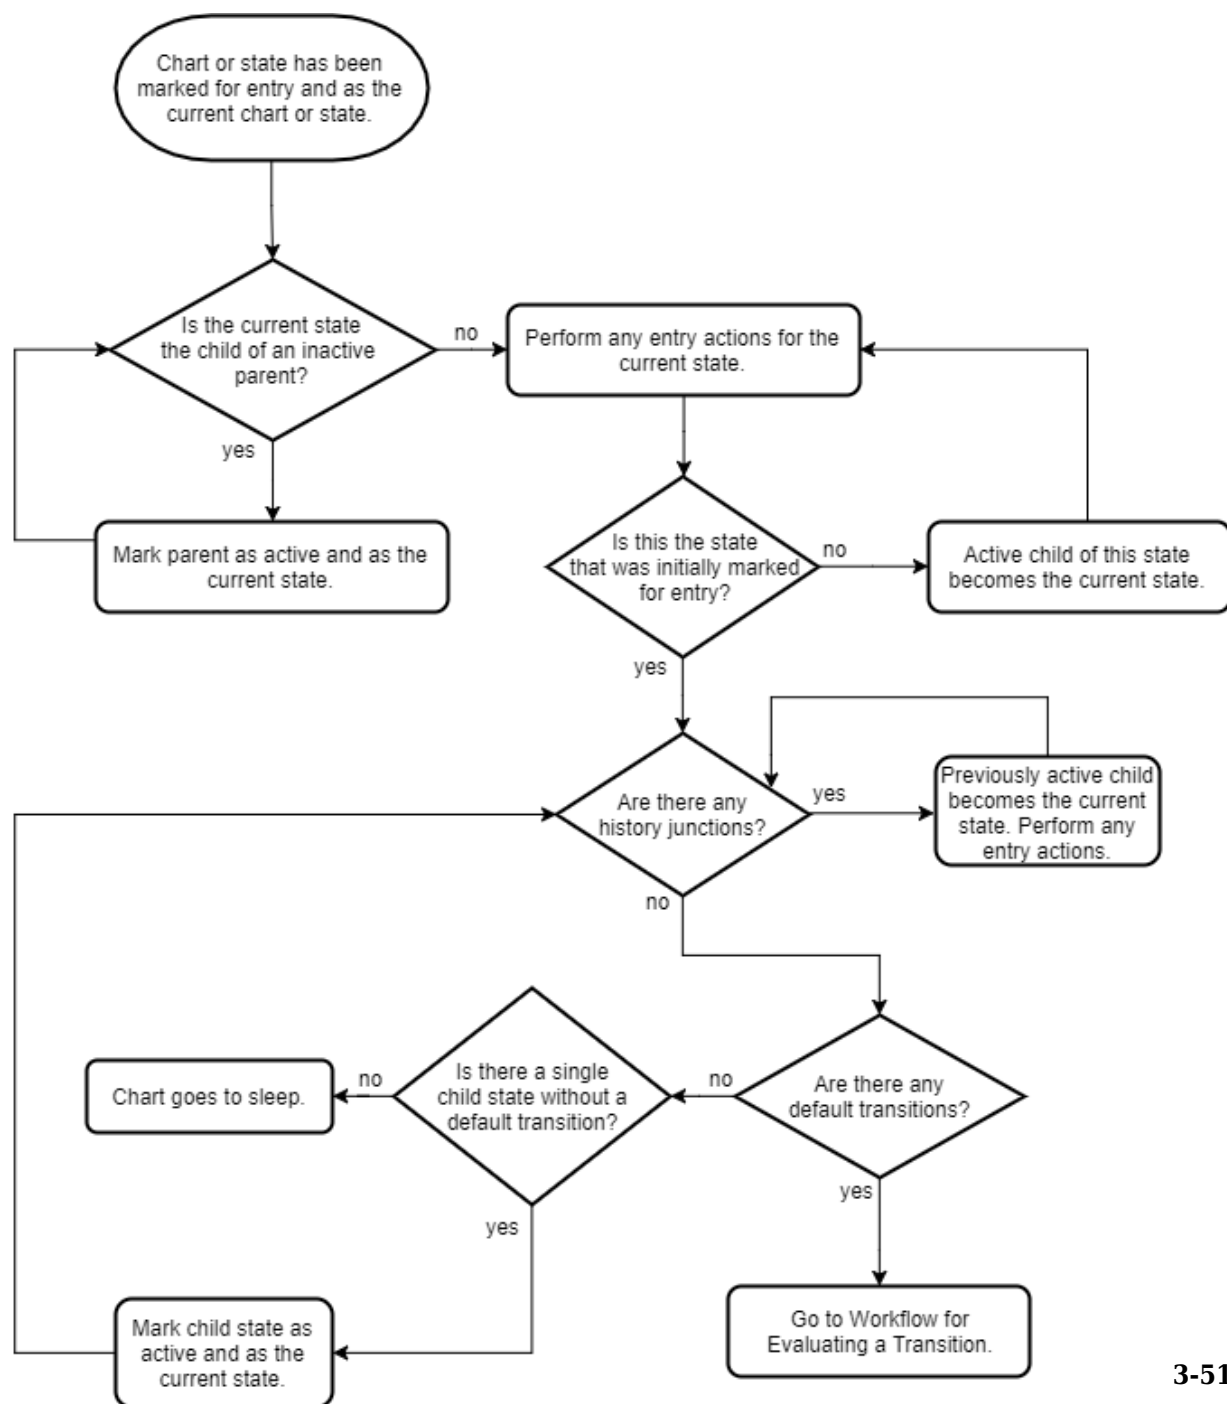 Chart or state has been
marked for entry and as the
current chart or state.
Is the current state
the child of an inactive
parent?
no
Perform any entry actions for the
current state.
yes
Mark parent as active and as the
current state.
Is this the state
that was initially marked
for entry?
no
Active child of this state
becomes the current state.
yes
Are there any
history junctions?
yes
Previously active child
becomes the current
state. Perform any
entry actions.
no
Are there any
default transitions?
no
Is there a single
child state without a
default transition?
no
Chart goes to sleep.
yes
yes
Mark child state as
active and as the
current state.
Go to Workflow for
Evaluating a Transition.
3-51